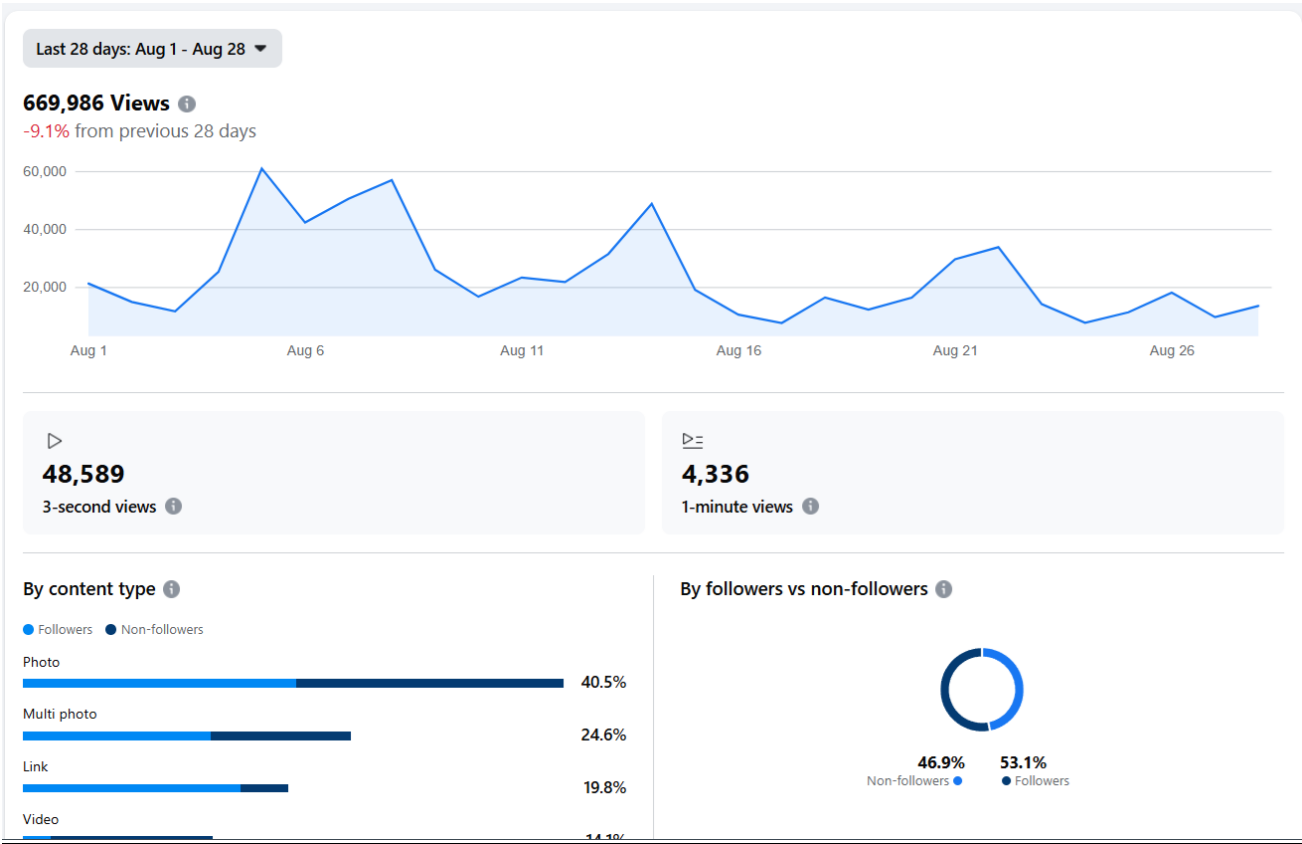 Last 28 days: Aug 1 - Aug 28
669,986 Views
-9.1% from previous 28 days
60,000
40,000
20,000
Aug 1 Aug 6 Aug 11 Aug 16 Aug 21 Aug 26
48,589
3-second views
4,336
1-minute views
By content type
Followers Non-followers
Photo
40.5%
Multi photo
24.6%
Link
19.8%
Video
14.1%
By followers vs non-followers
46.9% 53.1%
Non-followers Followers